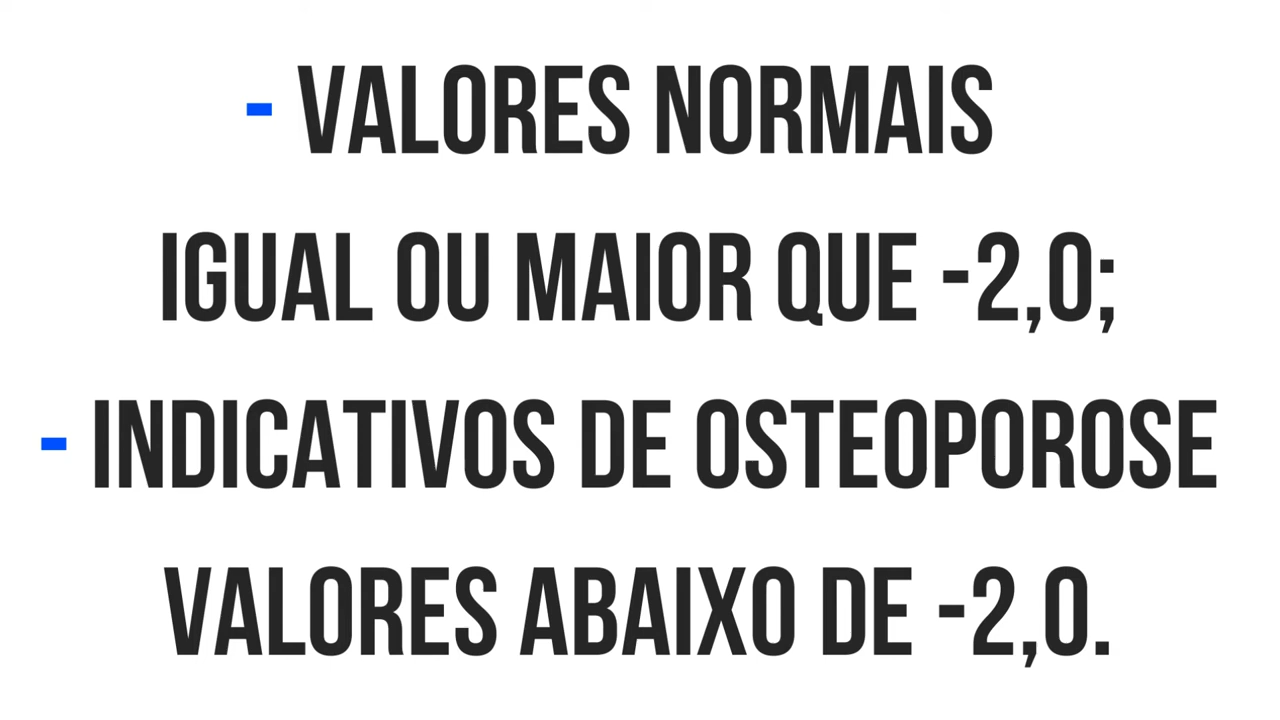 - VALORES NORMAIS
IGUAL OU MAIOR QUE -2,0;
- INDICATIVOS DE OSTEOPOROSE
VALORES ABAIXO DE -2,0.